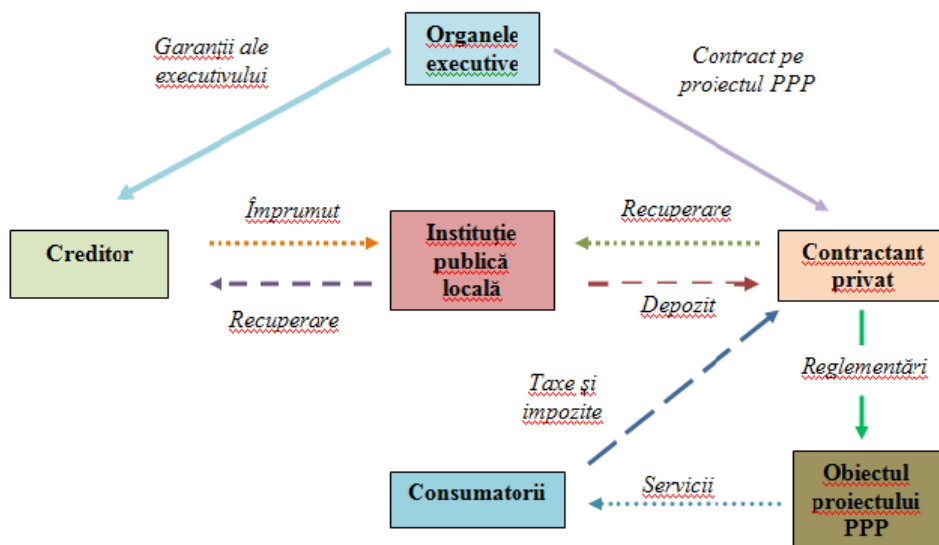 Organele
executive
Garanții ale
executivului
Contract pe
proiectul PPP
Împrumut
Recuperare
Creditor
Instituție
publică
locală
Contractant
privat
Recuperare
Depozit
Reglementări
Taxe și
impozite
Consumatorii
Servicii
Obiectul
proiectului
PPP